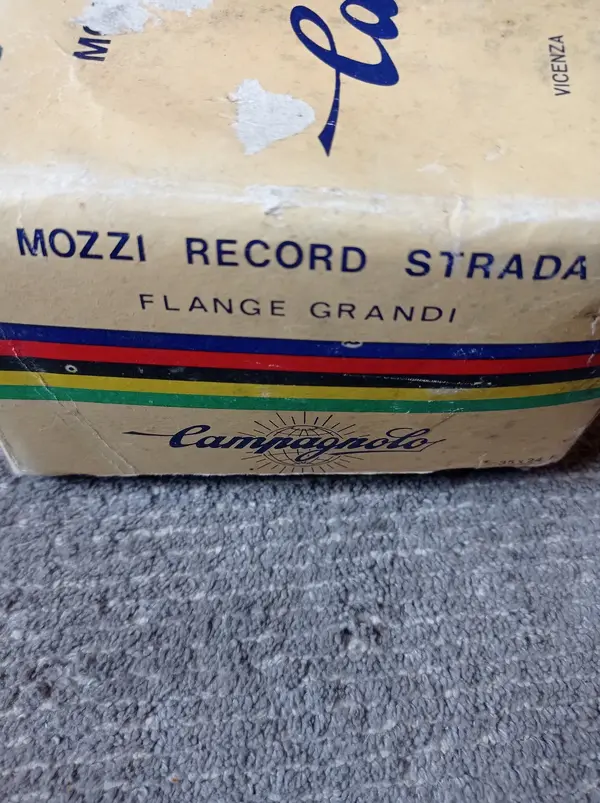 VICENZA
MOZZI RECORD STRADA
FLANGE GRANDI
Campagnolo